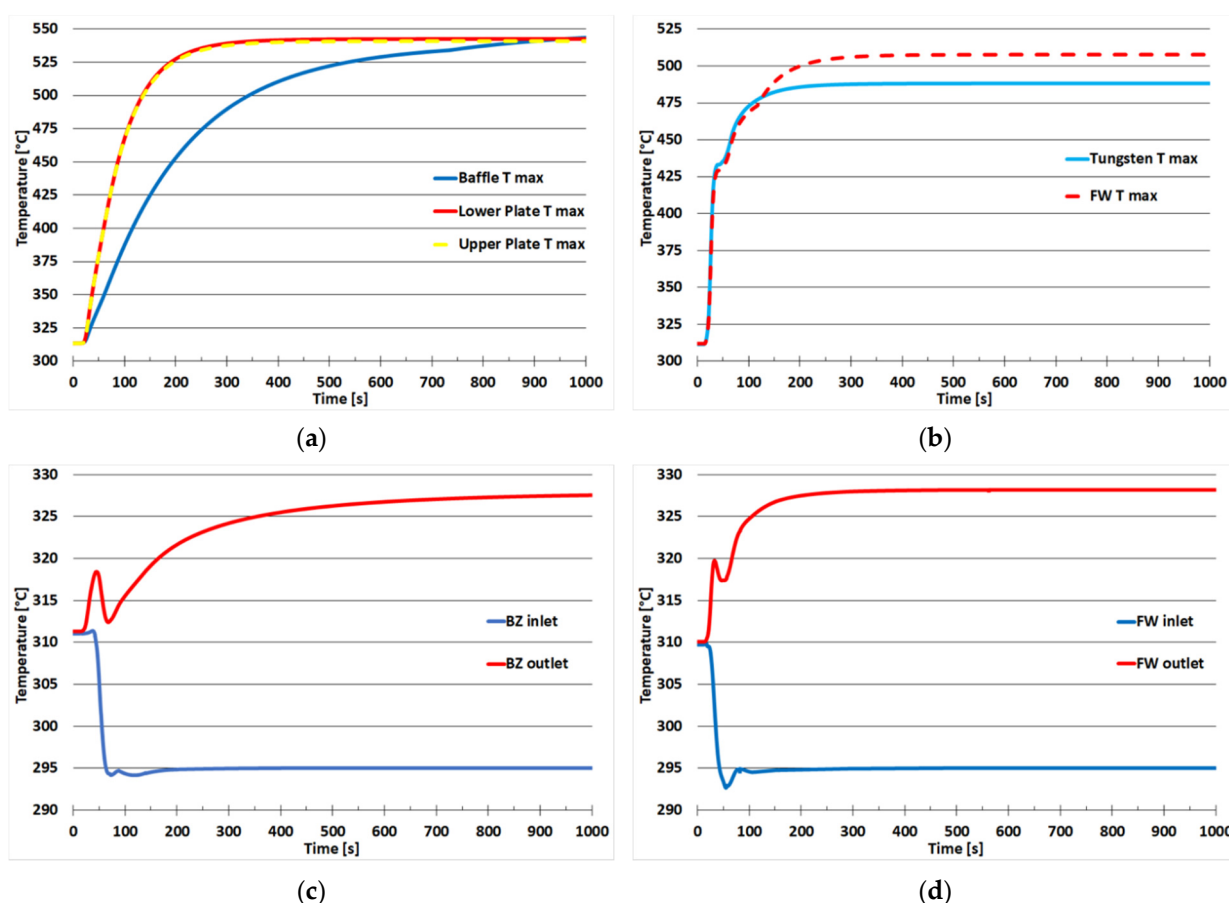 550
525
500
475
450
425
400
375
350
325
300
Temperature [°C]
Baffle T max
Lower Plate T max
Upper Plate T max
0 100 200 300 400 500 600 700 800 900 1000
Time [s]
(a)
525
500
475
450
425
400
375
350
325
300
Temperature [°C]
Tungsten T max
FW T max
0 100 200 300 400 500 600 700 800 900 1000
Time [s]
(b)
330
325
320
315
310
305
300
295
290
Temperature [°C]
BZ inlet
BZ outlet
0 100 200 300 400 500 600 700 800 900 1000
Time [s]
(c)
330
325
320
315
310
305
300
295
290
Temperature [°C]
FW inlet
FW outlet
0 100 200 300 400 500 600 700 800 900 1000
Time [s]
(d)